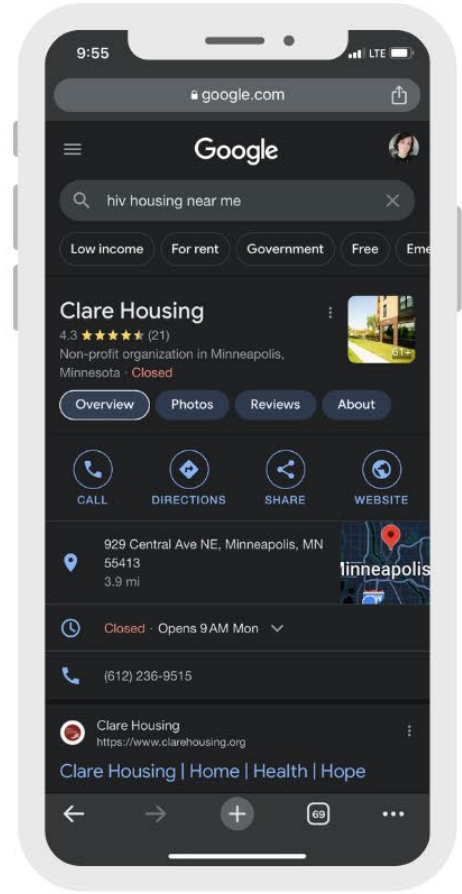 9:55
LTE
google.com
Google
hiv housing near me
Low income For rent Government Free Eme
Clare Housing
4.3 (21)
Non-profit organization in Minneapolis,
Minnesota · Closed
61+
Overview Photos Reviews About
CALL DIRECTIONS SHARE WEBSITE
929 Central Ave NE, Minneapolis, MN
55413
3.9 mi
Minneapolis
Closed · Opens 9 AM Mon
(612) 236-9515
Clare Housing
https://www.clarehousing.org
Clare Housing | Home | Health | Hope
69